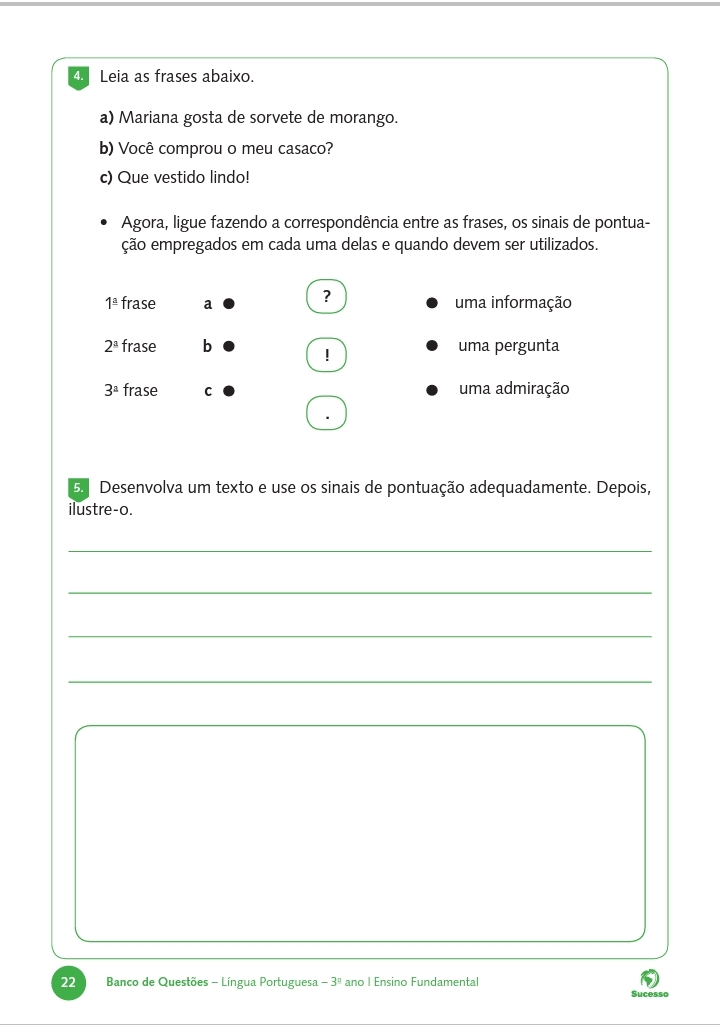 4. Leia as frases abaixo.
a) Mariana gosta de sorvete de morango.
b) Você comprou o meu casaco?
c) Que vestido lindo!
• Agora, ligue fazendo a correspondência entre as frases, os sinais de pontua-
ção empregados em cada uma delas e quando devem ser utilizados.
1ª frase a ● ? ● uma informação
2ª frase b ● ! ● uma pergunta
3ª frase c ● . ● uma admiração
5. Desenvolva um texto e use os sinais de pontuação adequadamente. Depois,
ilustre-o.
22 Banco de Questões – Língua Portuguesa – 3º ano | Ensino Fundamental
Sucesso